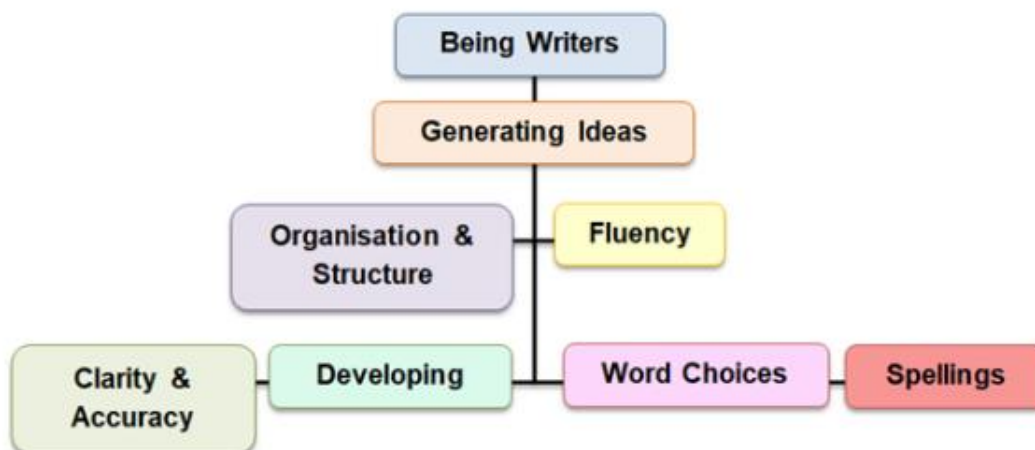 Being Writers
Generating Ideas
Organisation &
Structure
Fluency
Clarity &
Accuracy
Developing
Word Choices
Spellings